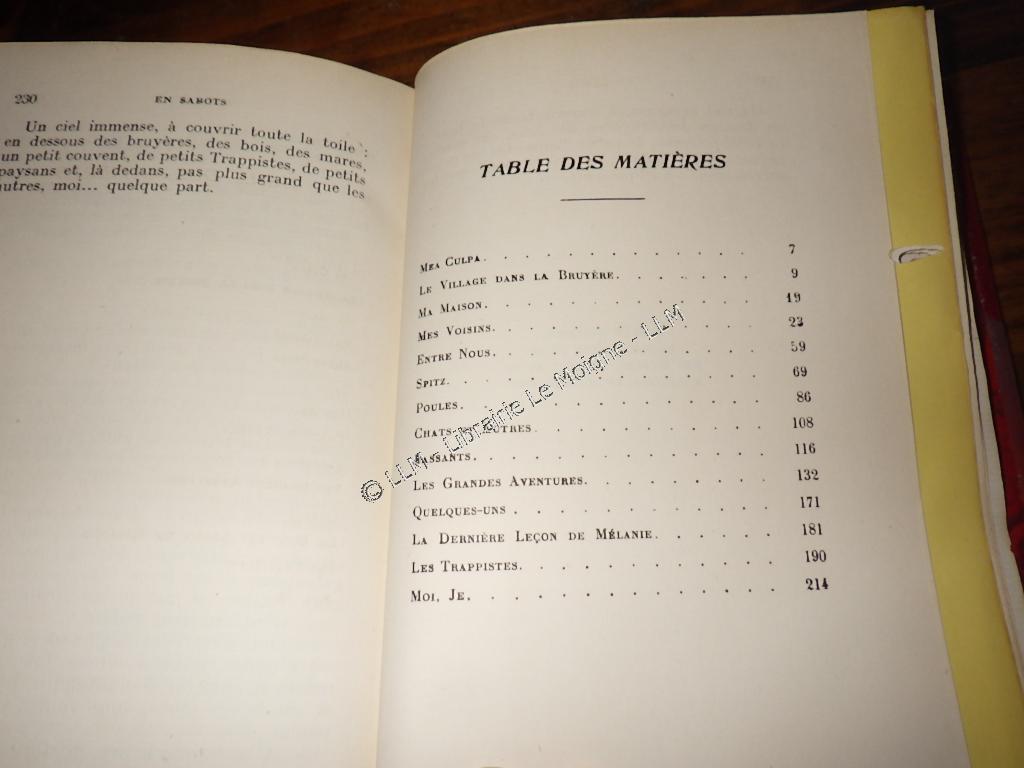 230 EN SABOTS
Un ciel immense, à couvrir toute la toile :
en dessous des bruyères, des bois, des mares,
un petit couvent, de petits Trappistes, de petits
paysans et, là dedans, pas plus grand que les
autres, moi... quelque part.
TABLE DES MATIÈRES
MEA CULPA. . . . . . . . . . . . 7
LE VILLAGE DANS LA BRUYÈRE. . . . . . 9
MA MAISON. . . . . . . . . . . . 19
MES VOISINS. . . . . . . . . . . . 23
ENTRE NOUS. . . . . . . . . . . . 59
SPITZ. . . . . . . . . . . . . 69
POULES. . . . . . . . . . . . . 86
CHATS . . . . . . . . . 108
PASSANTS. . . . . . . . . . . . 116
LES GRANDES AVENTURES. . . . . . . . 132
QUELQUES-UNS . . . . . . . . . . . 171
LA DERNIÈRE LEÇON DE MÉLANIE. . . . . . 181
LES TRAPPISTES. . . . . . . . . . . 190
MOI, JE. . . . . . . . . . . . . 214
© LLM - Librairie Le Moigne - LLM